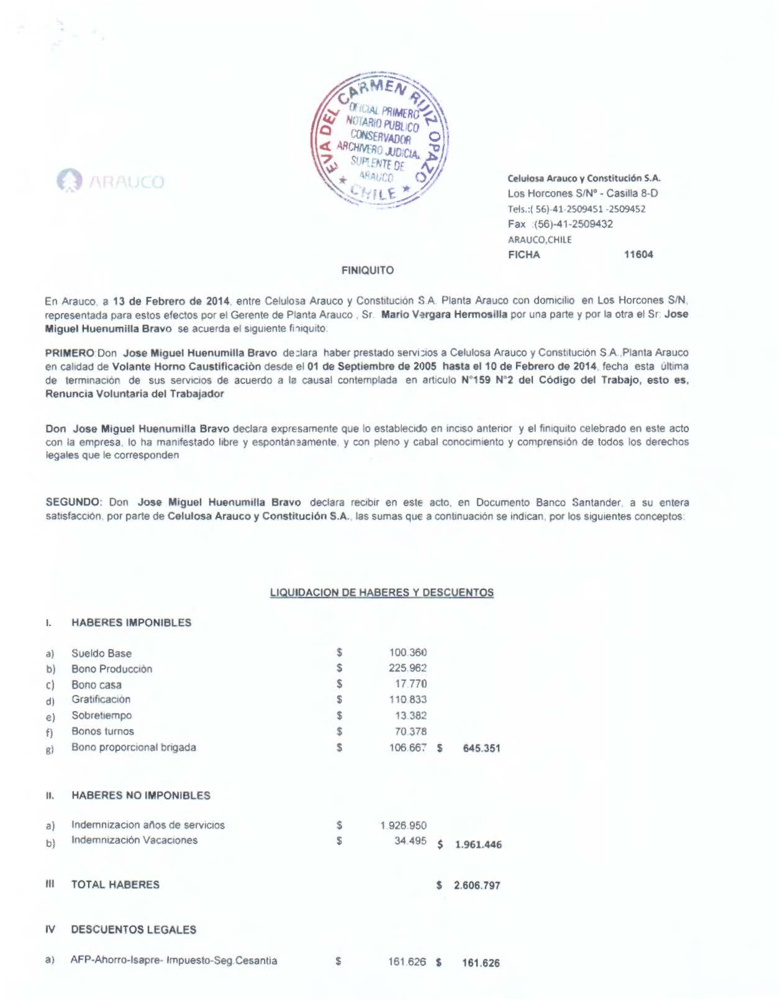 EVA DEL CARMEN RUIZ OPAZO
OFICIAL PRIMERO
NOTARIO PUBLICO
CONSERVADOR
ARCHIVERO JUDICIAL
SUPLENTE DE
ARAUCO
* CHILE *
ARAUCO
Celulosa Arauco y Constitución S.A.
Los Horcones S/Nº - Casilla 8-D
Tels.:( 56)-41-2509451 -2509452
Fax :(56)-41-2509432
ARAUCO,CHILE
FICHA 11604
FINIQUITO
En Arauco, a 13 de Febrero de 2014, entre Celulosa Arauco y Constitución S.A. Planta Arauco con domicilio en Los Horcones S/N,
representada para estos efectos por el Gerente de Planta Arauco , Sr. Mario Vergara Hermosilla por una parte y por la otra el Sr: Jose
Miguel Huenumilla Bravo se acuerda el siguiente finiquito:
PRIMERO:Don Jose Miguel Huenumilla Bravo declara haber prestado servicios a Celulosa Arauco y Constitución S.A.,Planta Arauco
en calidad de Volante Horno Caustificaciòn desde el 01 de Septiembre de 2005 hasta el 10 de Febrero de 2014, fecha esta última
de terminación de sus servicios de acuerdo a la causal contemplada en articulo N°159 N°2 del Código del Trabajo, esto es,
Renuncia Voluntaria del Trabajador
Don Jose Miguel Huenumilla Bravo declara expresamente que lo establecido en inciso anterior y el finiquito celebrado en este acto
con la empresa, lo ha manifestado libre y espontáneamente, y con pleno y cabal conocimiento y comprensión de todos los derechos
legales que le corresponden
SEGUNDO: Don Jose Miguel Huenumilla Bravo declara recibir en este acto, en Documento Banco Santander, a su entera
satisfacción, por parte de Celulosa Arauco y Constitución S.A., las sumas que a continuación se indican, por los siguientes conceptos:
LIQUIDACION DE HABERES Y DESCUENTOS
I. HABERES IMPONIBLES
a) Sueldo Base $ 100.360
b) Bono Producción $ 225.962
c) Bono casa $ 17.770
d) Gratificación $ 110.833
e) Sobretiempo $ 13.382
f) Bonos turnos $ 70.378
g) Bono proporcional brigada $ 106.667 $ 645.351
II. HABERES NO IMPONIBLES
a) Indemnizacion años de servicios $ 1.926.950
b) Indemnización Vacaciones $ 34.495 $ 1.961.446
III TOTAL HABERES $ 2.606.797
IV DESCUENTOS LEGALES
a) AFP-Ahorro-Isapre- Impuesto-Seg.Cesantia $ 161.626 $ 161.626